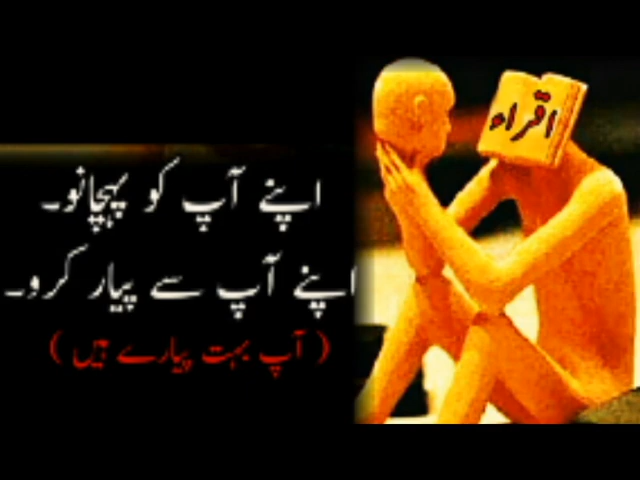 اپنے آپ کو پہچانو۔
اپنے آپ سے پیار کرو۔
( آپ بہت پیارے ہیں )
اقراء